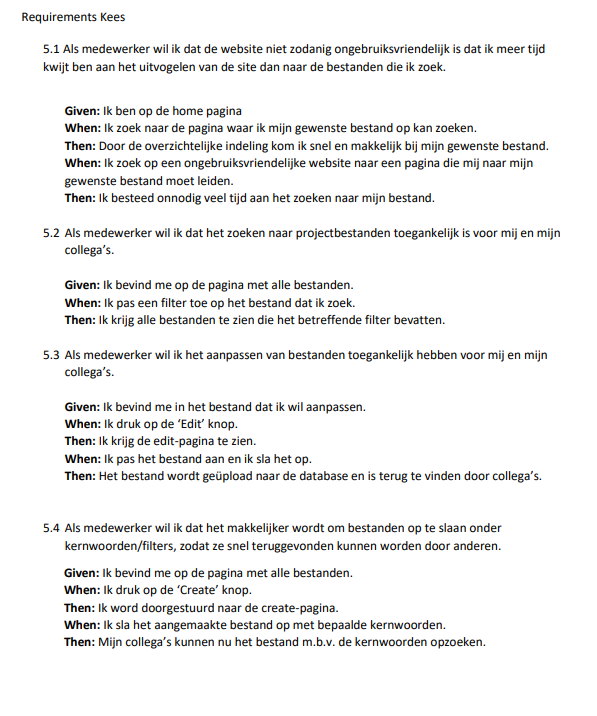 Requirements Kees
5.1 Als medewerker wil ik dat de website niet zodanig ongebruiksvriendelijk is dat ik meer tijd
kwijt ben aan het uitvogelen van de site dan naar de bestanden die ik zoek.
Given: Ik ben op de home pagina
When: Ik zoek naar de pagina waar ik mijn gewenste bestand op kan zoeken.
Then: Door de overzichtelijke indeling kom ik snel en makkelijk bij mijn gewenste bestand.
When: Ik zoek op een ongebruiksvriendelijke website naar een pagina die mij naar mijn
gewenste bestand moet leiden.
Then: Ik besteed onnodig veel tijd aan het zoeken naar mijn bestand.
5.2 Als medewerker wil ik dat het zoeken naar projectbestanden toegankelijk is voor mij en mijn
collega’s.
Given: Ik bevind me op de pagina met alle bestanden.
When: Ik pas een filter toe op het bestand dat ik zoek.
Then: Ik krijg alle bestanden te zien die het betreffende filter bevatten.
5.3 Als medewerker wil ik het aanpassen van bestanden toegankelijk hebben voor mij en mijn
collega’s.
Given: Ik bevind me in het bestand dat ik wil aanpassen.
When: Ik druk op de ‘Edit’ knop.
Then: Ik krijg de edit-pagina te zien.
When: Ik pas het bestand aan en ik sla het op.
Then: Het bestand wordt geüpload naar de database en is terug te vinden door collega’s.
5.4 Als medewerker wil ik dat het makkelijker wordt om bestanden op te slaan onder
kernwoorden/filters, zodat ze snel teruggevonden kunnen worden door anderen.
Given: Ik bevind me op de pagina met alle bestanden.
When: Ik druk op de ‘Create’ knop.
Then: Ik word doorgestuurd naar de create-pagina.
When: Ik sla het aangemaakte bestand op met bepaalde kernwoorden.
Then: Mijn collega’s kunnen nu het bestand m.b.v. de kernwoorden opzoeken.